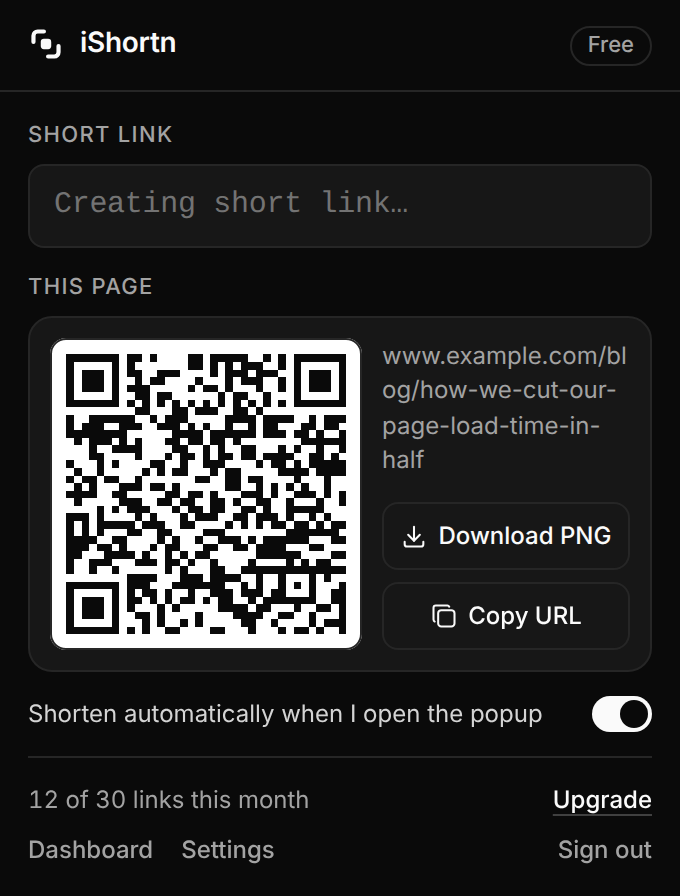 iShortn
Free
SHORT LINK
Creating short link…
THIS PAGE
www.example.com/bl
og/how-we-cut-our-
page-load-time-in-
half
Download PNG
Copy URL
Shorten automatically when I open the popup
12 of 30 links this month
Upgrade
Dashboard
Settings
Sign out